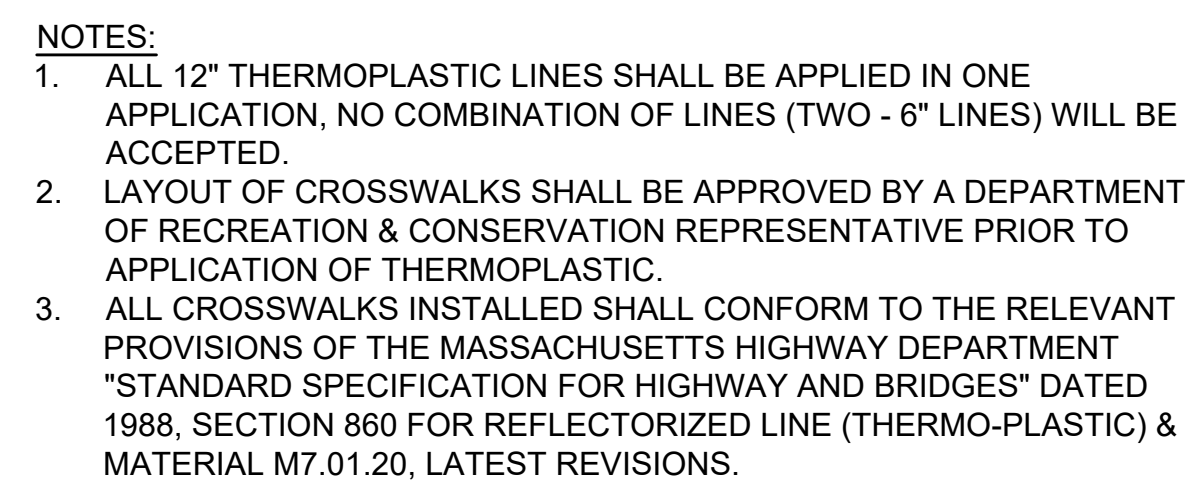 NOTES:
1. ALL 12" THERMOPLASTIC LINES SHALL BE APPLIED IN ONE
APPLICATION, NO COMBINATION OF LINES (TWO - 6" LINES) WILL BE
ACCEPTED.
2. LAYOUT OF CROSSWALKS SHALL BE APPROVED BY A DEPARTMENT
OF RECREATION & CONSERVATION REPRESENTATIVE PRIOR TO
APPLICATION OF THERMOPLASTIC.
3. ALL CROSSWALKS INSTALLED SHALL CONFORM TO THE RELEVANT
PROVISIONS OF THE MASSACHUSETTS HIGHWAY DEPARTMENT
"STANDARD SPECIFICATION FOR HIGHWAY AND BRIDGES" DATED
1988, SECTION 860 FOR REFLECTORIZED LINE (THERMO-PLASTIC) &
MATERIAL M7.01.20, LATEST REVISIONS.